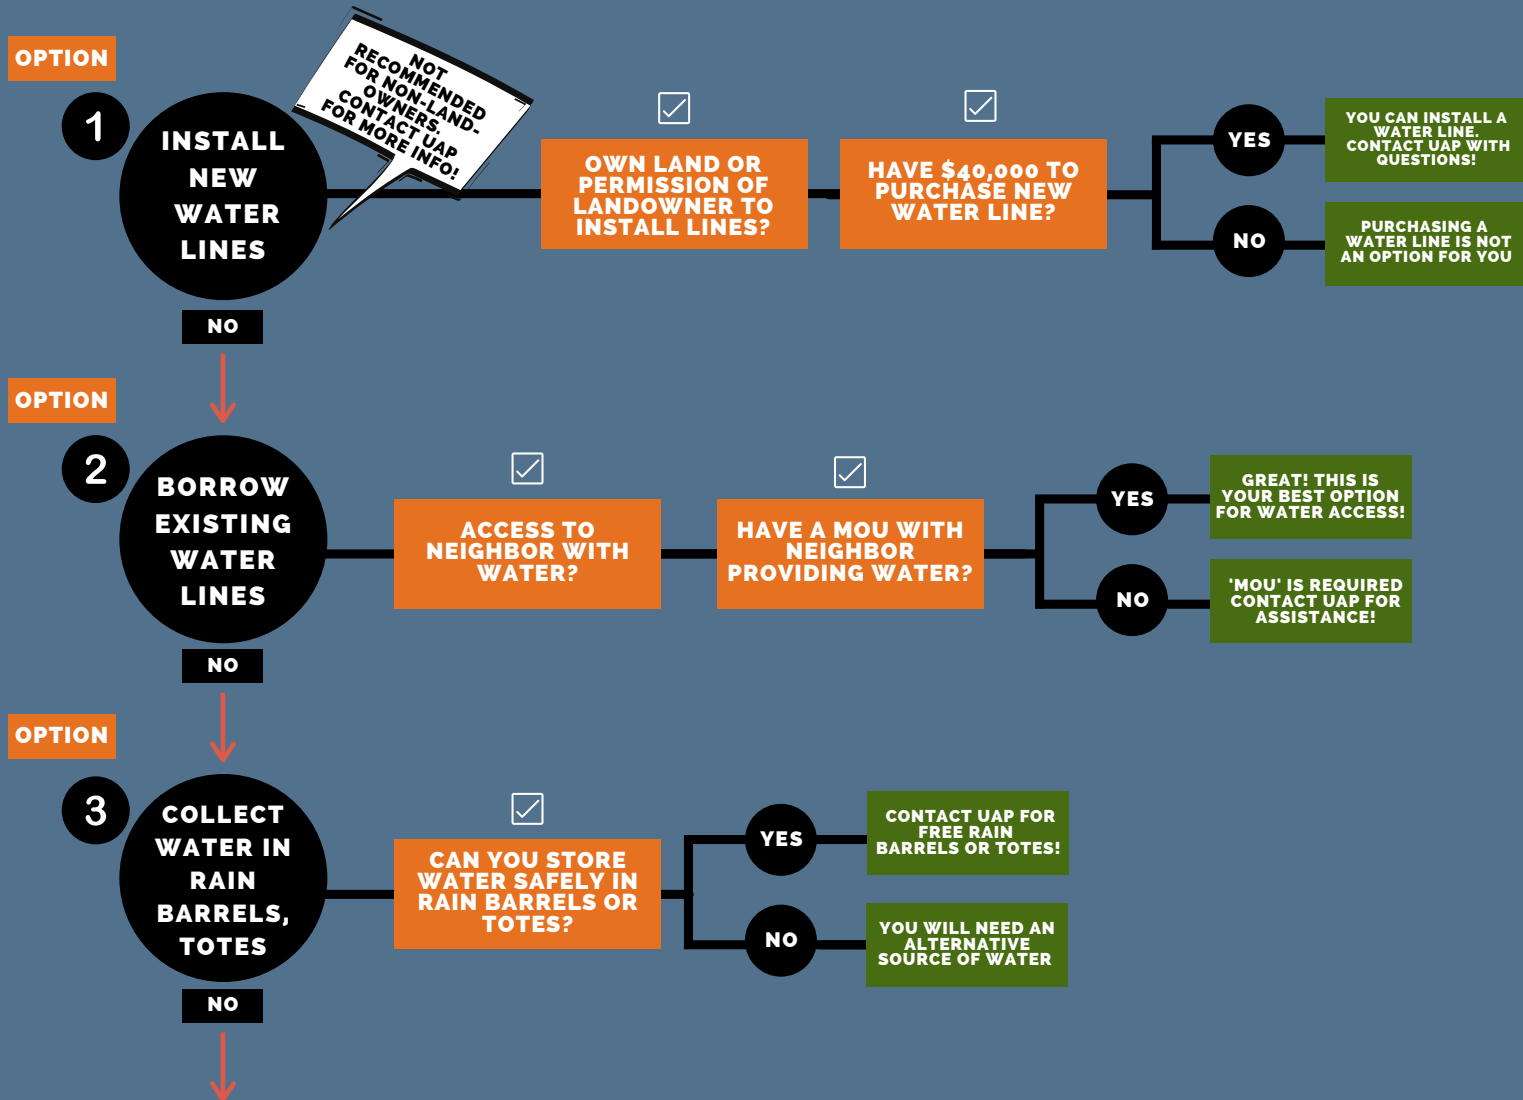 OPTION
1
INSTALL
NEW
WATER
LINES
NOT
RECOMMENDED
FOR NON-LAND-
OWNERS.
CONTACT UAP
FOR MORE INFO!
OWN LAND OR
PERMISSION OF
LANDOWNER TO
INSTALL LINES?
HAVE $40,000 TO
PURCHASE NEW
WATER LINE?
YES
YOU CAN INSTALL A
WATER LINE.
CONTACT UAP WITH
QUESTIONS!
NO
PURCHASING A
WATER LINE IS NOT
AN OPTION FOR YOU
NO
OPTION
2
BORROW
EXISTING
WATER
LINES
ACCESS TO
NEIGHBOR WITH
WATER?
HAVE A MOU WITH
NEIGHBOR
PROVIDING WATER?
YES
GREAT! THIS IS
YOUR BEST OPTION
FOR WATER ACCESS!
NO
'MOU' IS REQUIRED
CONTACT UAP FOR
ASSISTANCE!
NO
OPTION
3
COLLECT
WATER IN
RAIN
BARRELS,
TOTES
CAN YOU STORE
WATER SAFELY IN
RAIN BARRELS OR
TOTES?
YES
CONTACT UAP FOR
FREE RAIN
BARRELS OR TOTES!
NO
YOU WILL NEED AN
ALTERNATIVE
SOURCE OF WATER
NO